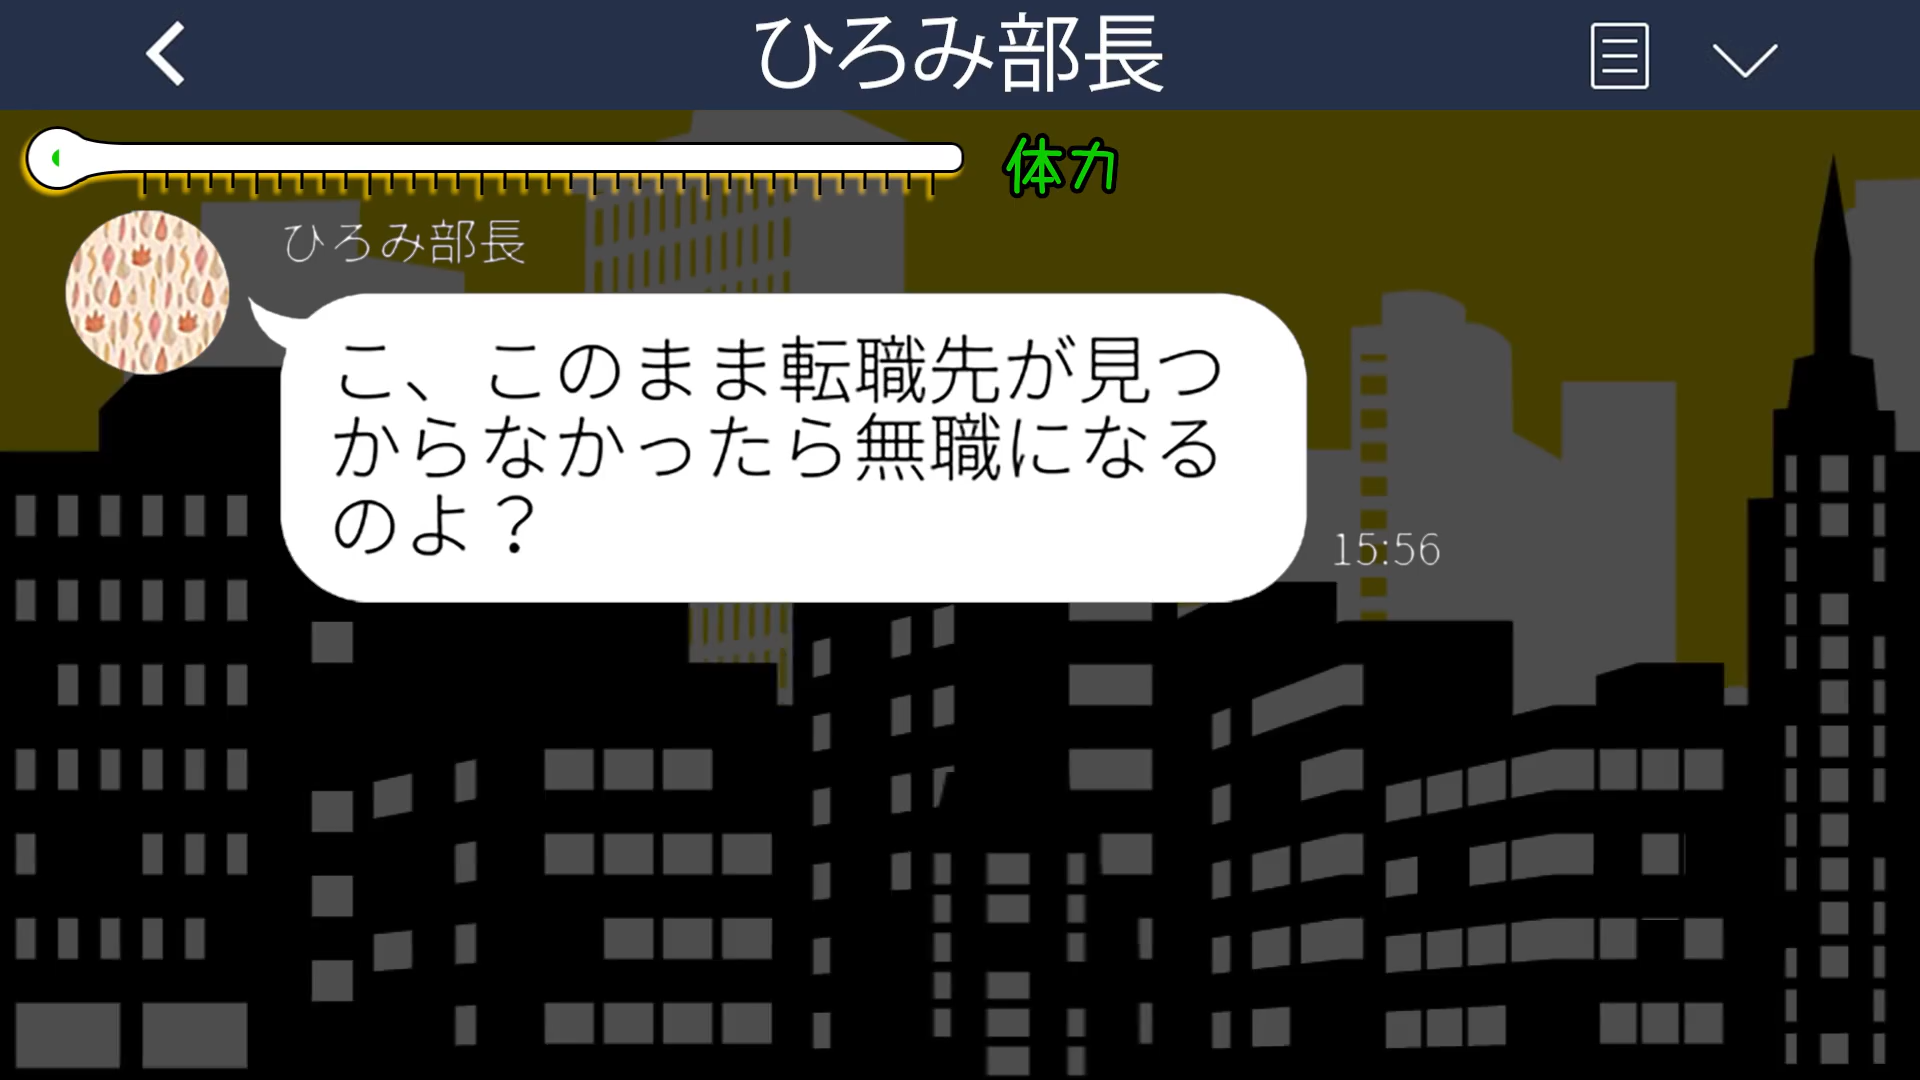 ひろみ部長
体力
ひろみ部長
こ、このまま転職先が見つ
からなかったら無職になる
のよ？
15:56